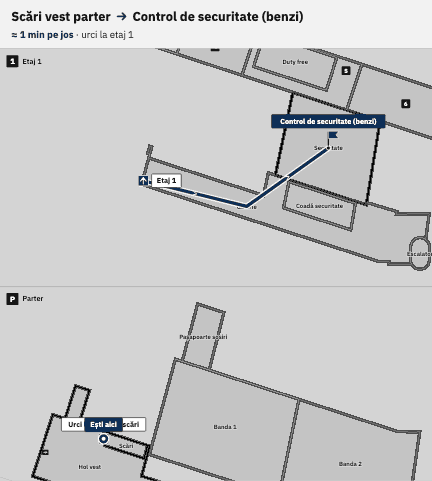 Scări vest parter → Control de securitate (benzi)
≈ 1 min pe jos · urci la etaj 1
1 Etaj 1
Duty free
5
6
Control de securitate (benzi)
Etaj 1
Coadă securitate
P Parter
Pașapoarte sosiri
Urci
Ești aici
scări
Scări
Banda 1
Banda 2
Hol vest